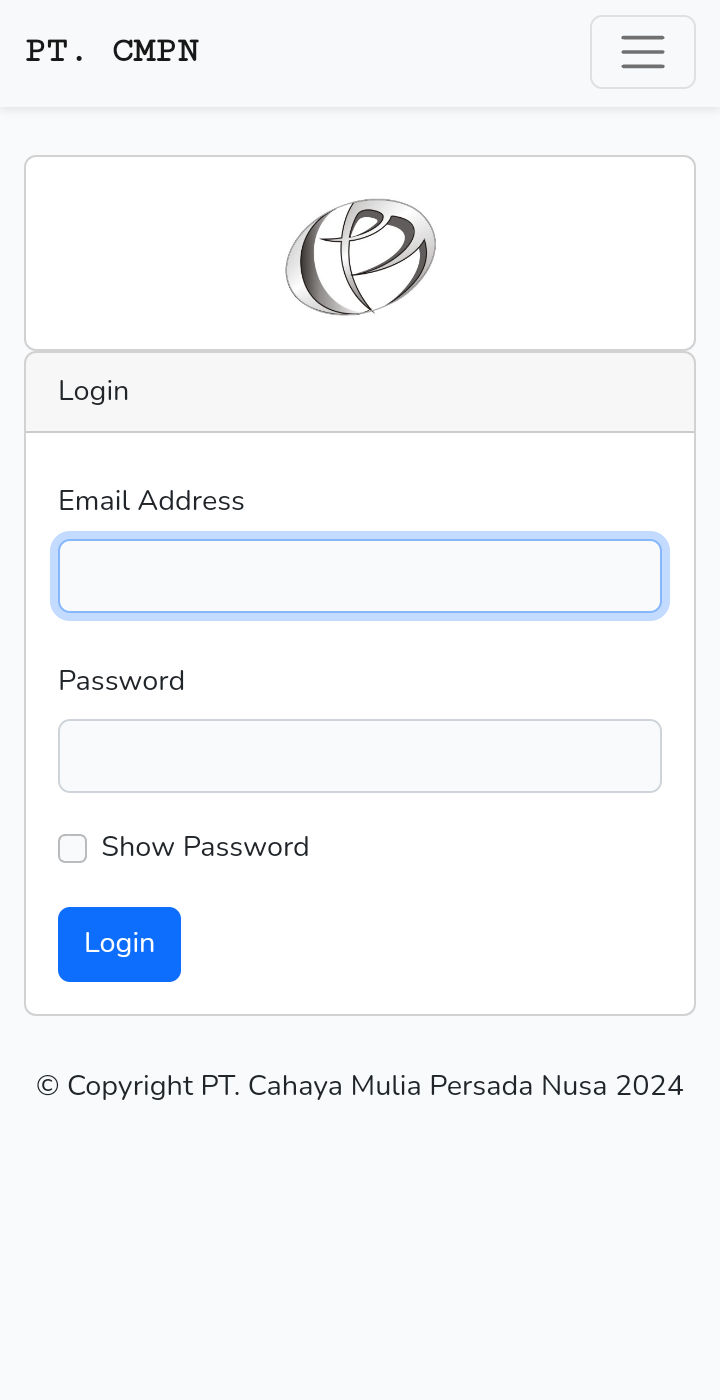 PT. CMPN
Login
Email Address
Password
Show Password
Login
© Copyright PT. Cahaya Mulia Persada Nusa 2024